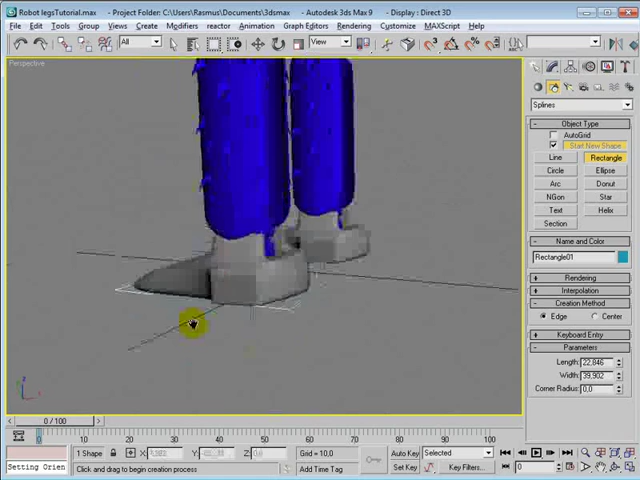 Robot legsTutorial.max - Project Folder: C:\Users\Rasmus\Documents\3dsmax - Autodesk 3ds Max 9 - Display : Direct 3D
File Edit Tools Group Views Create Modifiers reactor Animation Graph Editors Rendering Customize MAXScript Help
All View
Perspective
Splines
Object Type
AutoGrid
Start New Shape
Line Rectangle
Circle Ellipse
Arc Donut
NGon Star
Text Helix
Section
Name and Color
Rectangle01
Rendering
Interpolation
Creation Method
Edge Center
Keyboard Entry
Parameters
Length: 22,846
Width: 39,902
Corner Radius: 0,0
z
x
0 / 100
0 10 20 30 40 50 60 70 80 90 100
1 Shape X: Y: Z: Grid = 10,0 Auto Key Selected
Setting Orien Click and drag to begin creation process Add Time Tag Set Key Key Filters... 0